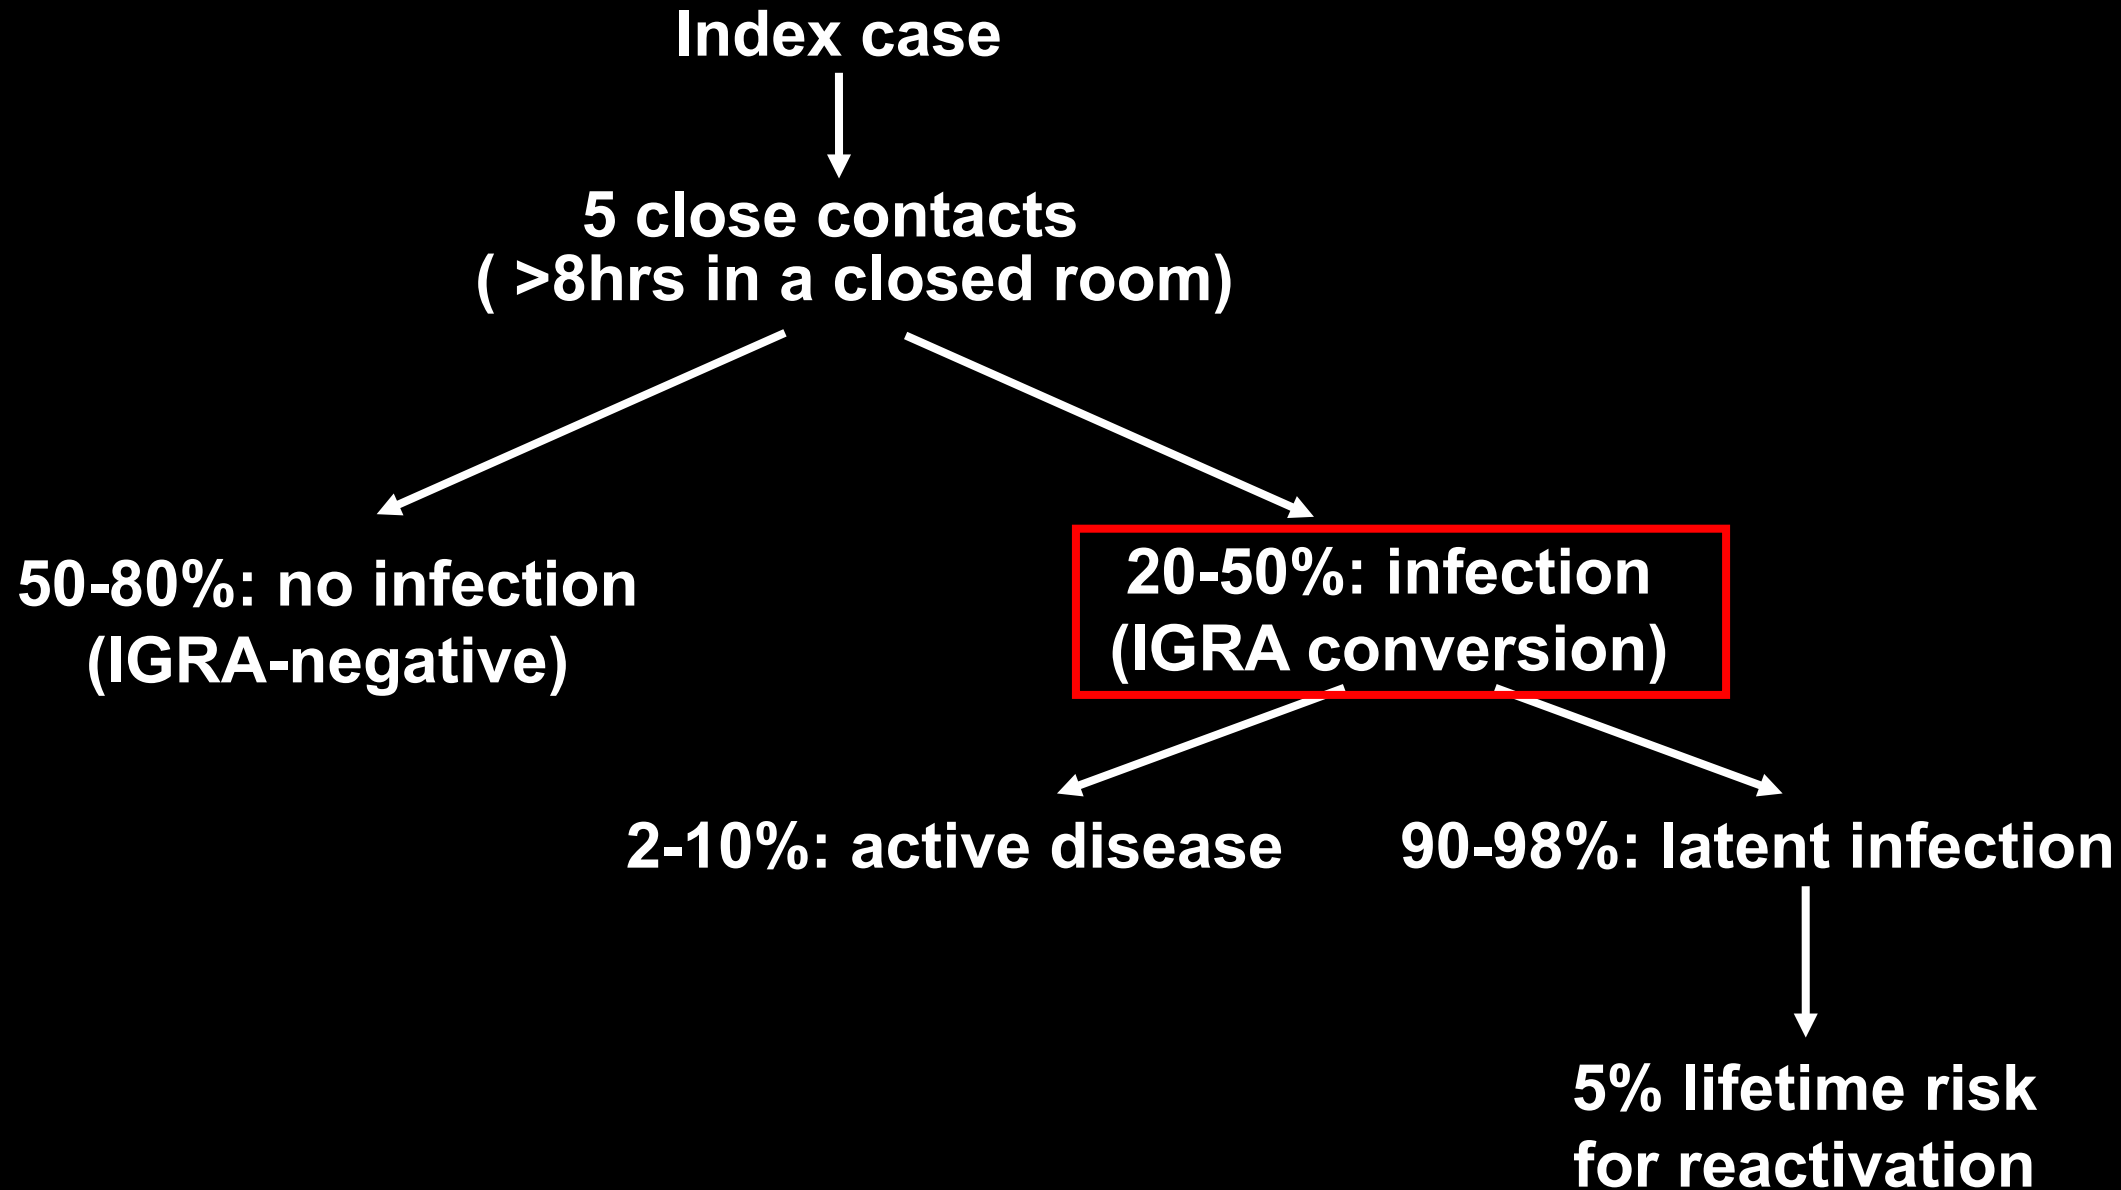 Index case
5 close contacts
( >8hrs in a closed room)
50-80%: no infection
(IGRA-negative)
20-50%: infection
(IGRA conversion)
2-10%: active disease
90-98%: latent infection
5% lifetime risk
for reactivation